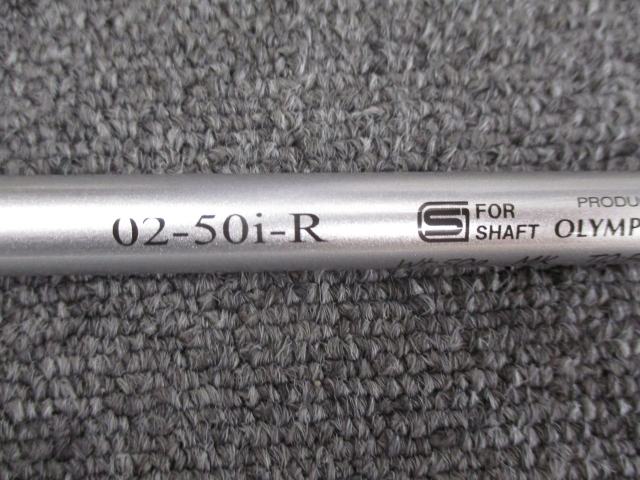 02-50i-R
FOR
SHAFT
PRODU
OLYMP